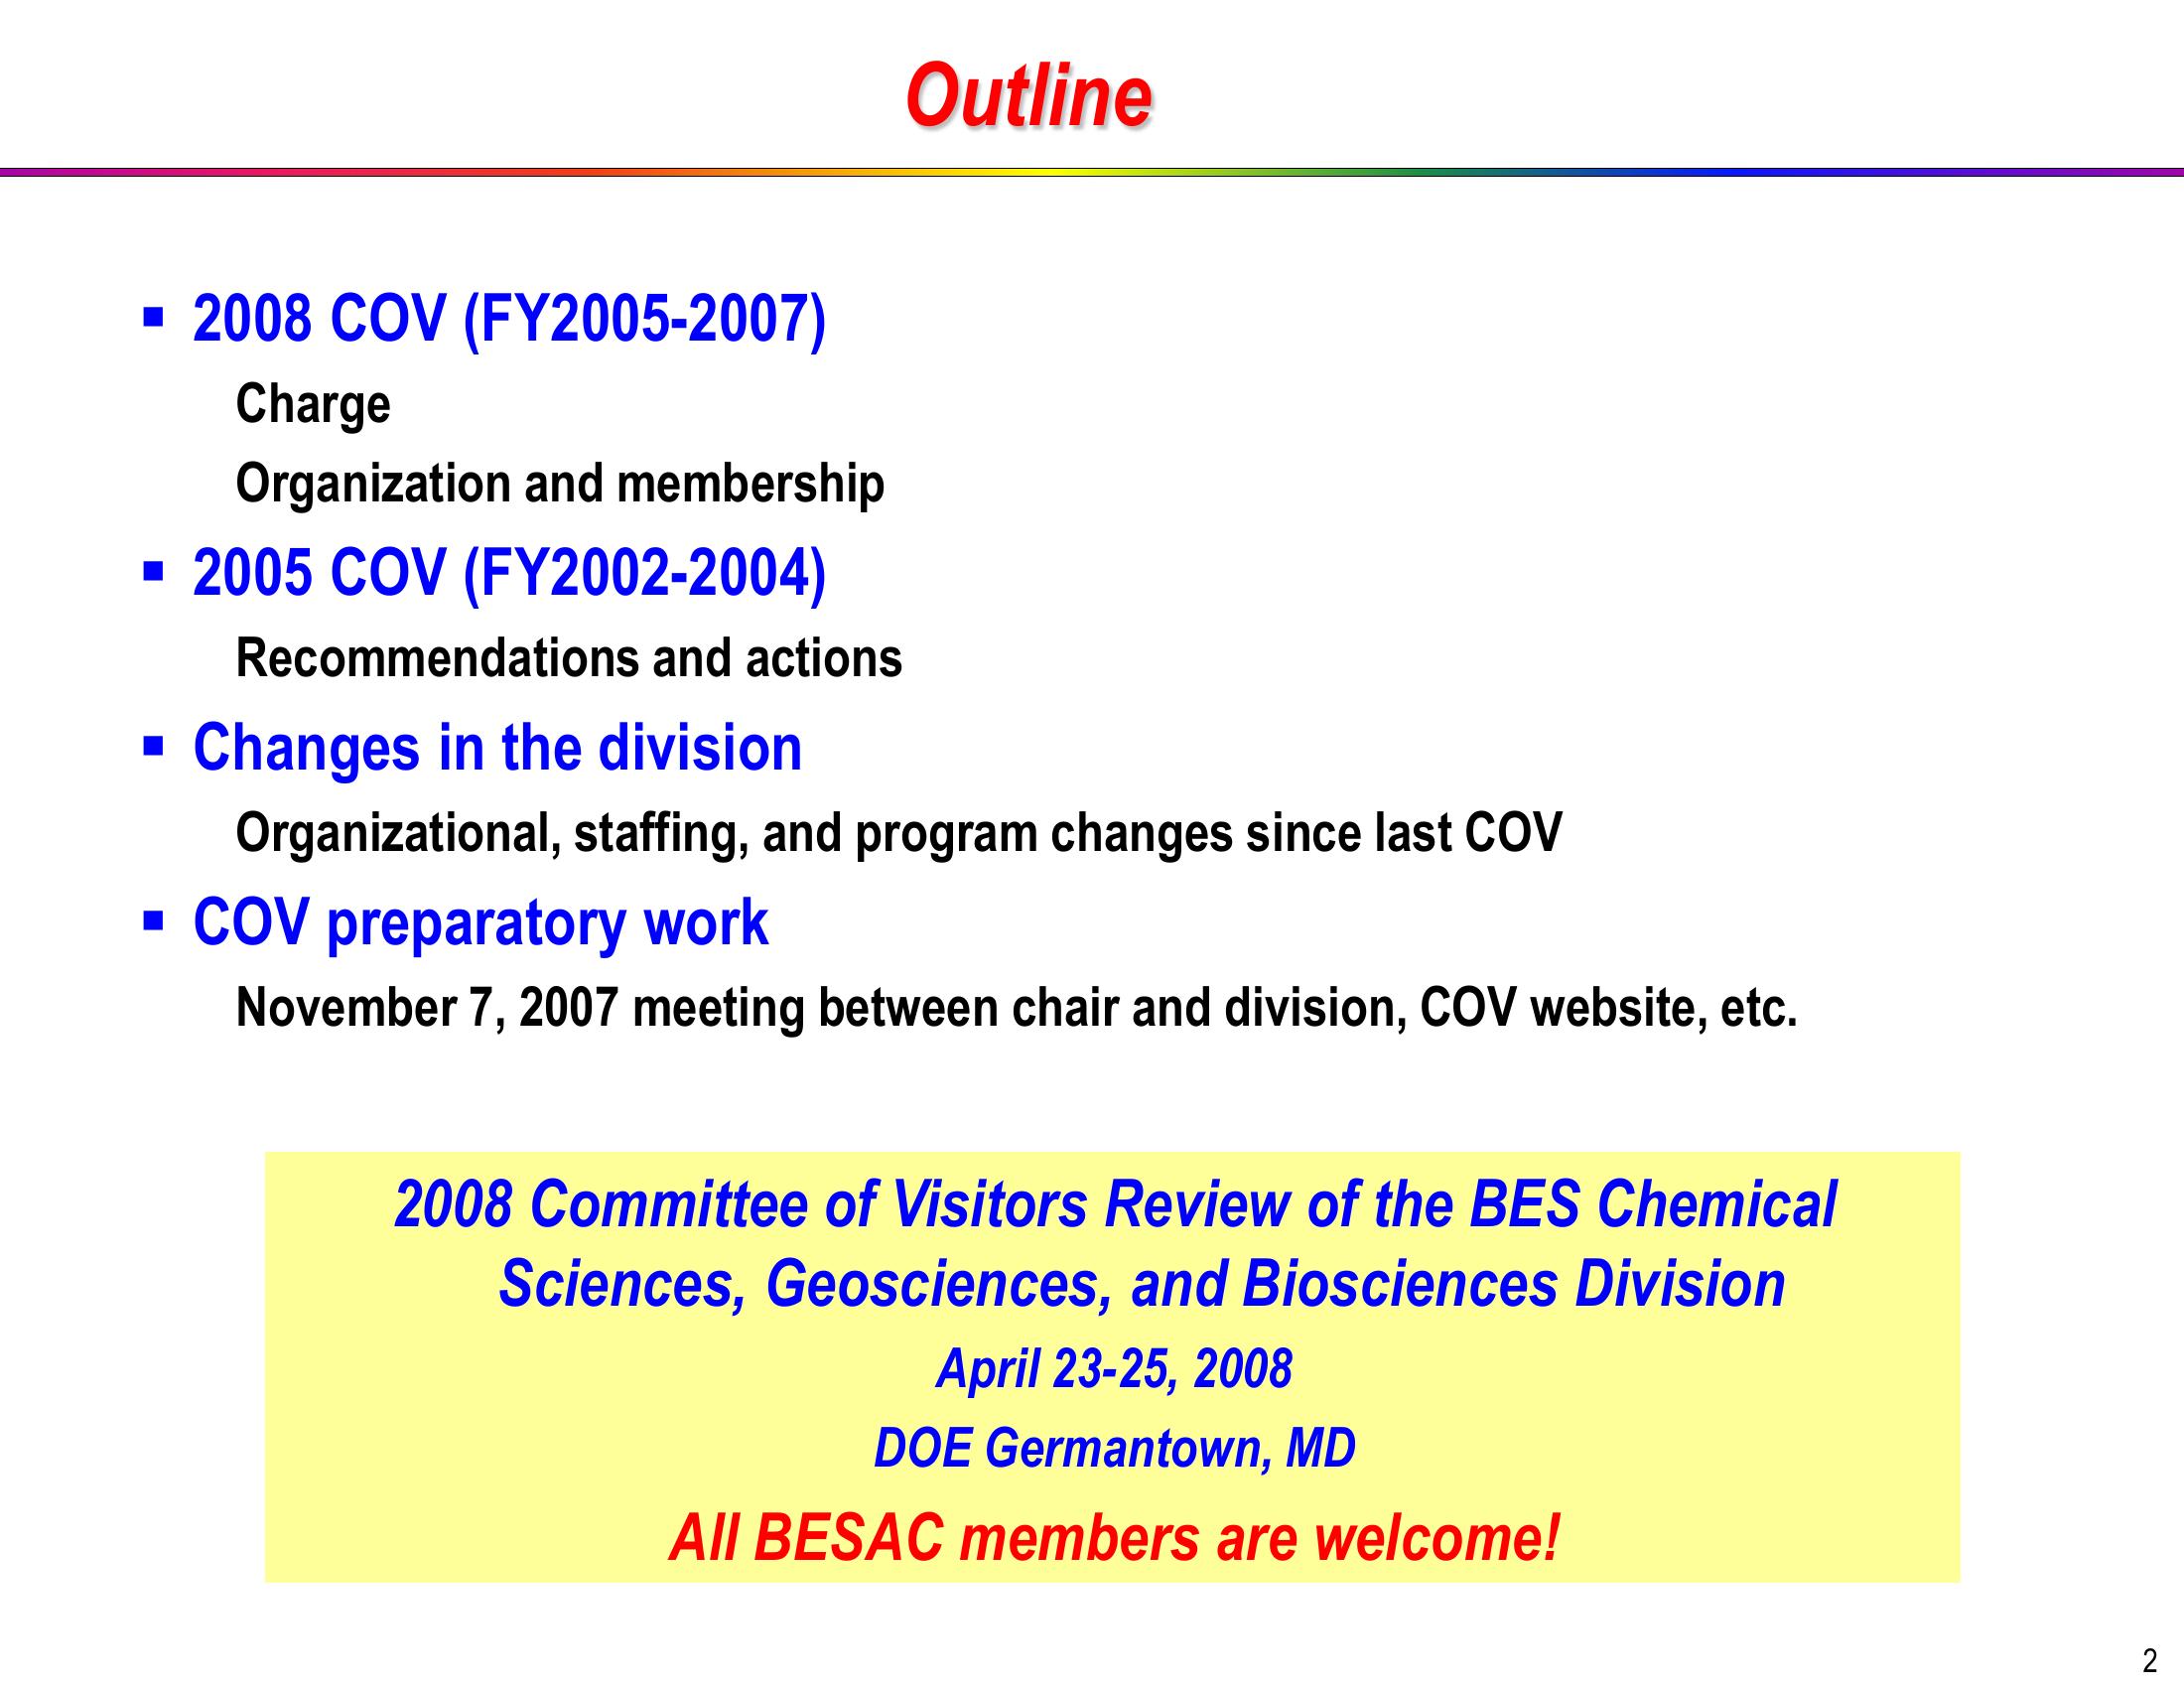 Outline
▪ 2008 COV (FY2005-2007)
Charge
Organization and membership
▪ 2005 COV (FY2002-2004)
Recommendations and actions
▪ Changes in the division
Organizational, staffing, and program changes since last COV
▪ COV preparatory work
November 7, 2007 meeting between chair and division, COV website, etc.
2008 Committee of Visitors Review of the BES Chemical
Sciences, Geosciences, and Biosciences Division
April 23-25, 2008
DOE Germantown, MD
All BESAC members are welcome!
2